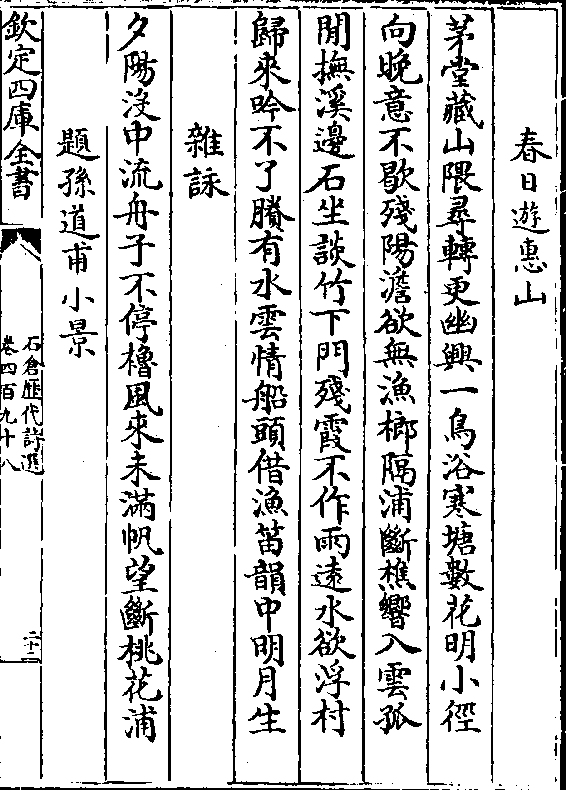 春日遊惠山
茅堂藏山隈尋轉更幽興一鳥浴寒塘數花明小徑
向晚意不歇殘陽澹欲無漁榔隔浦斷樵響入雲孤
閒撫溪邊石坐談竹下門殘霞不作雨遠水欲浮村
歸來吟不了賸有水雲情船頭借漁笛韻中明月生
雜詠
夕陽没中流舟子不停櫓風來未滿帆望斷桃花浦
題孫道甫小景
欽定四庫全書
石倉歴代詩選
卷四百九十八
二十二